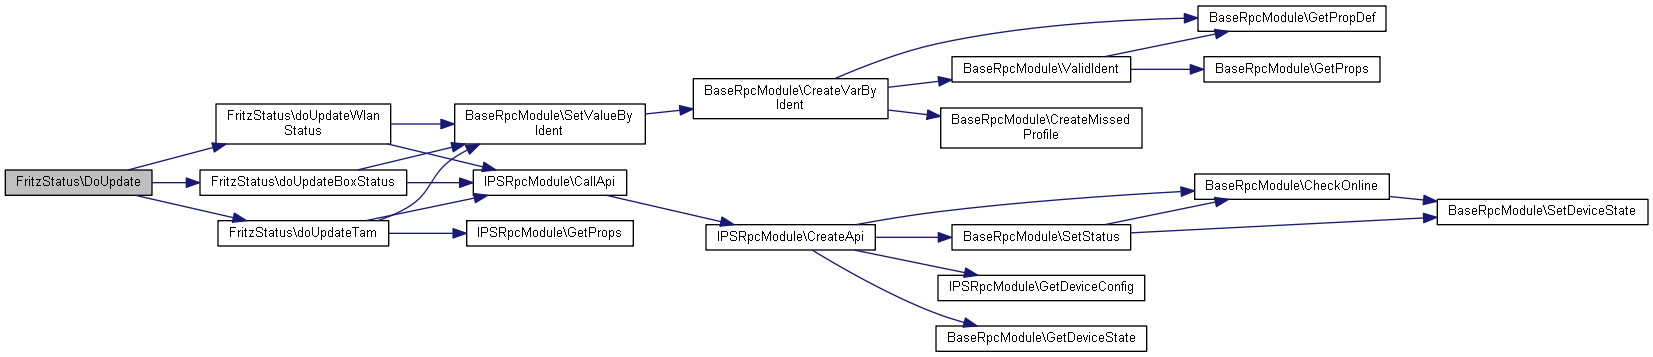 FritzStatus\DoUpdate
FritzStatus\doUpdateWlan
Status
FritzStatus\doUpdateBoxStatus
FritzStatus\doUpdateTam
BaseRpcModule\SetValueBy
Ident
IPSRpcModule\CallApi
IPSRpcModule\GetProps
BaseRpcModule\CreateVarBy
Ident
IPSRpcModule\CreateApi
BaseRpcModule\GetPropDef
BaseRpcModule\ValidIdent
BaseRpcModule\GetProps
BaseRpcModule\CreateMissed
Profile
BaseRpcModule\CheckOnline
BaseRpcModule\SetStatus
BaseRpcModule\SetDeviceState
IPSRpcModule\GetDeviceConfig
BaseRpcModule\GetDeviceState